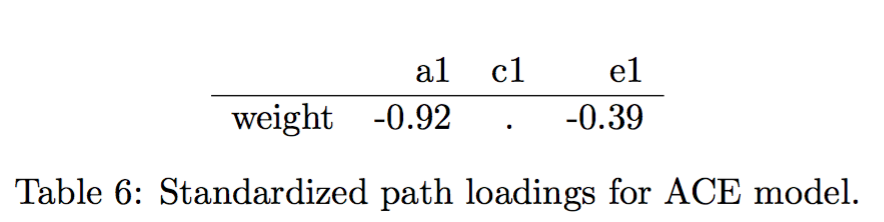 a1 c1 e1
weight -0.92 . -0.39
Table 6: Standardized path loadings for ACE model.